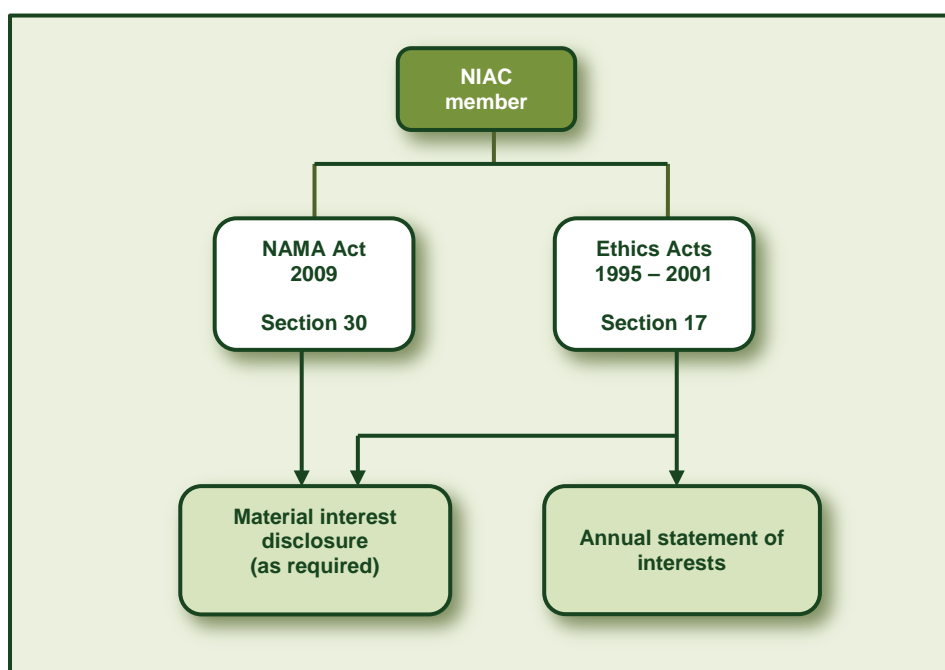 NIAC
member
NAMA Act
2009
Section 30
Ethics Acts
1995 – 2001
Section 17
Material interest
disclosure
(as required)
Annual statement of
interests